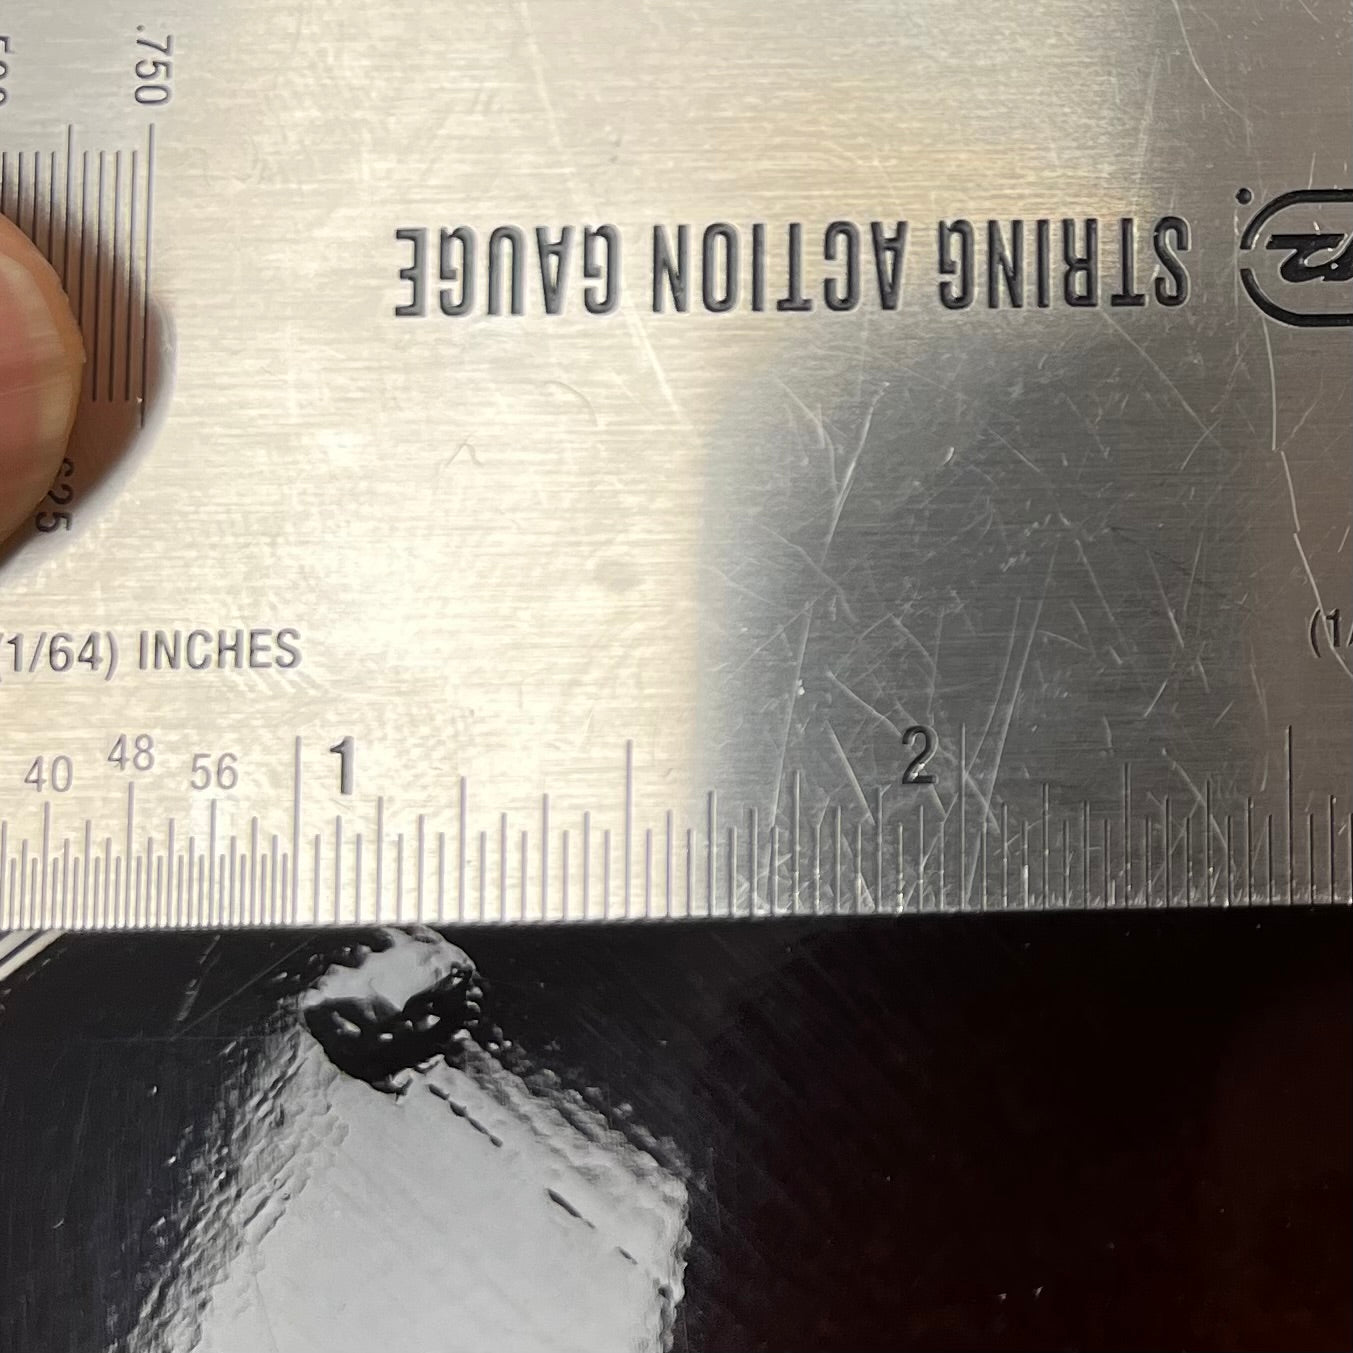 .750
.625
STRING ACTION GAUGE
(1/64) INCHES
40 48 56 1 2